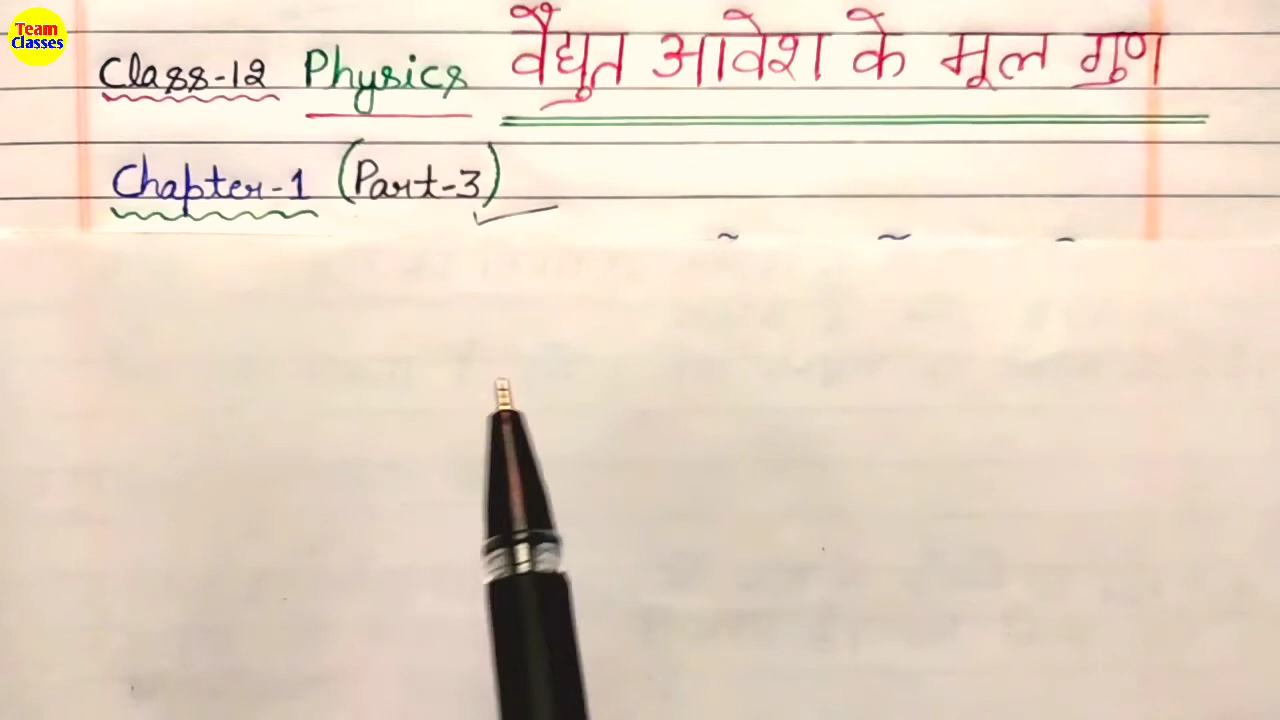 Team
Classes
Class-12 Physics वैद्युत आवेश के मूल गुण
Chapter-1 (Part-3)